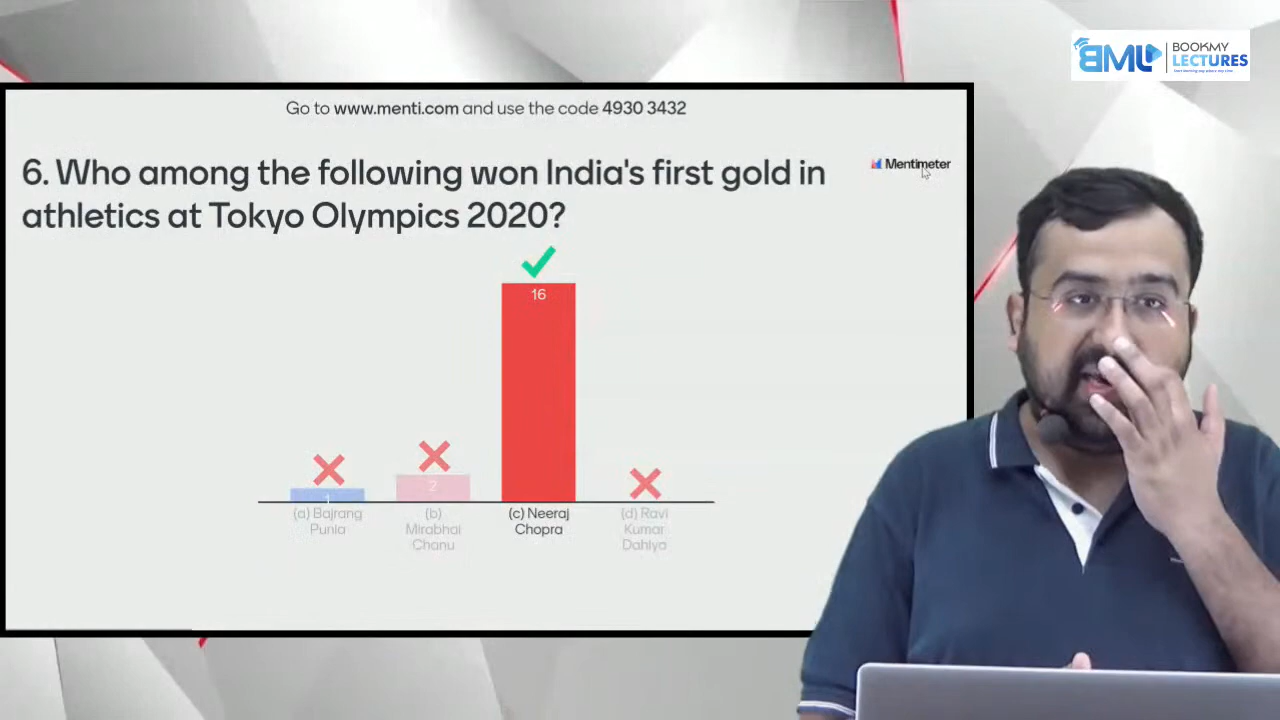 BML
BOOKMY
LECTURES
Go to www.menti.com and use the code 4930 3432
6. Who among the following won India's first gold in
athletics at Tokyo Olympics 2020?
Mentimeter
16
2
1
(a) Bajrang
Punia
(b)
Mirabhai
Chanu
(c) Neeraj
Chopra
(d) Ravi
Kumar
Dahiya